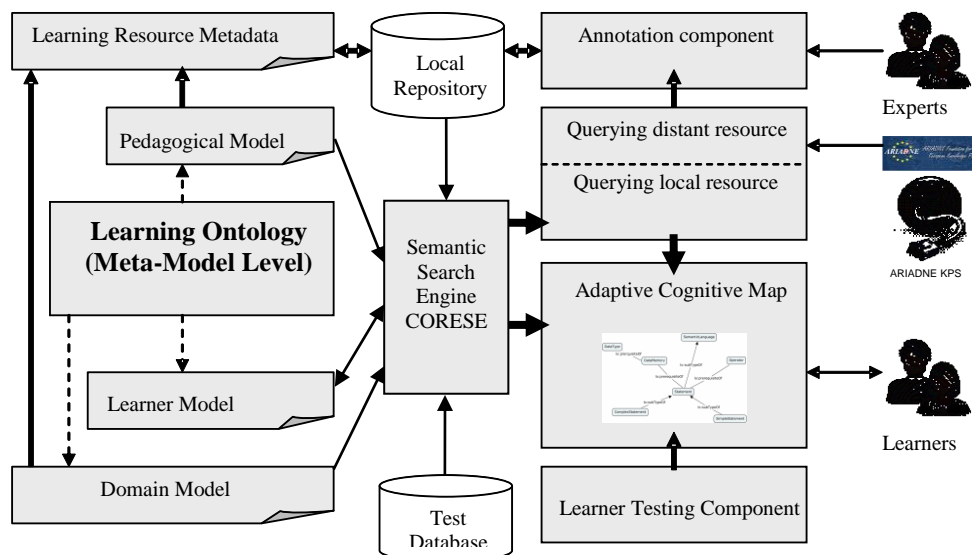 Learning Resource Metadata
Local
Repository
Annotation component
Experts
Pedagogical Model
Querying distant resource
Querying local resource
ARIADNE
ARIADNE KPS
Learning Ontology
(Meta-Model Level)
Semantic
Search
Engine
CORESE
Adaptive Cognitive Map
Learner Model
Learners
Domain Model
Test
Database
Learner Testing Component